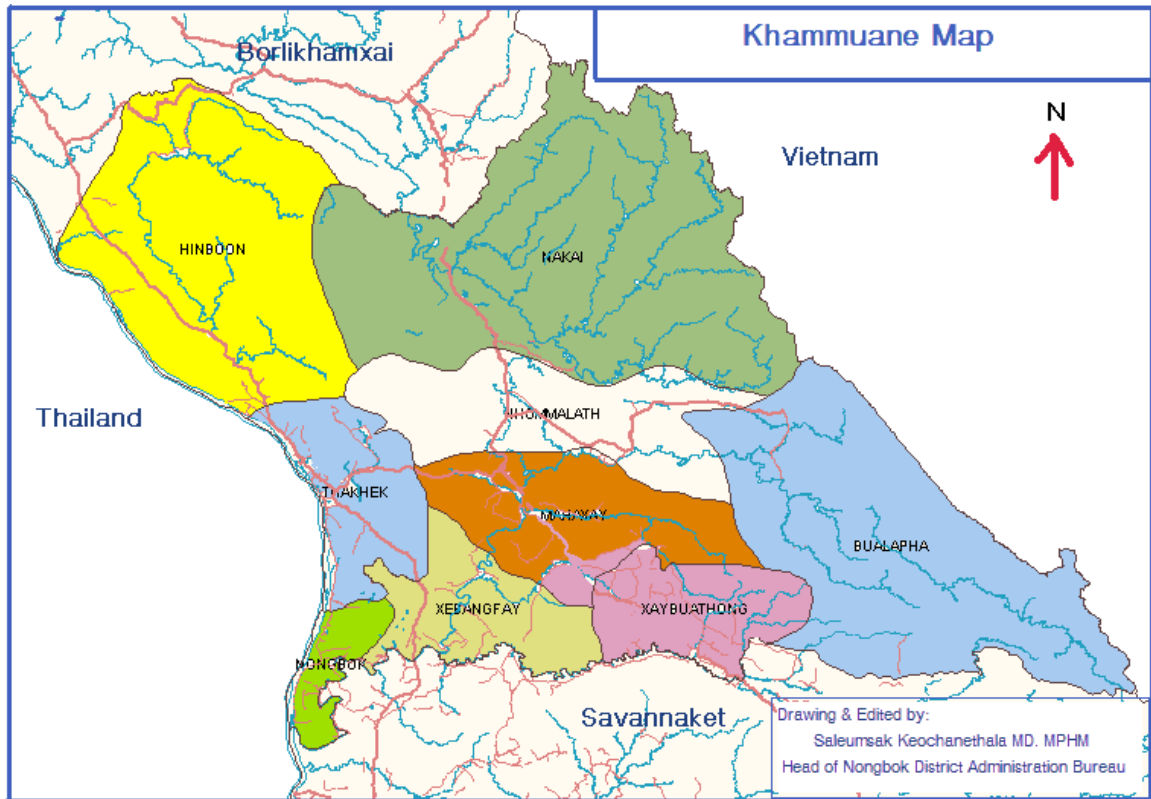 Khammuane Map
Borlikhamxai
N
Vietnam
HINBOON
NAKAI
Thailand
NHOMMALATH
THAKHEK
MAHAXAY
BUALAPHA
XEBANGFAY
XAYBUATHONG
NONGBOK
Savannaket
Drawing & Edited by:
Saleumsak Keochanethala MD. MPHM
Head of Nongbok District Administration Bureau